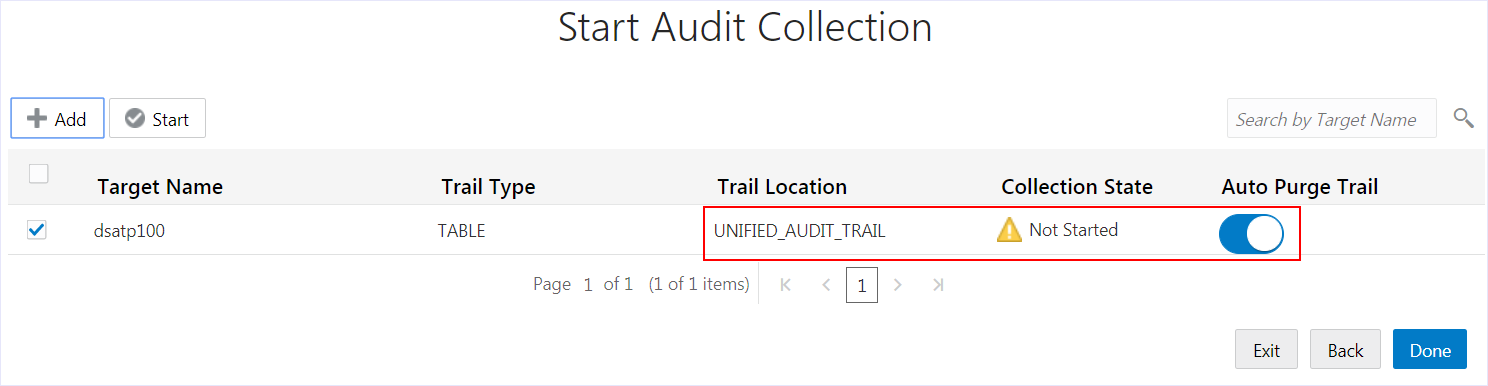 Start Audit Collection
Add Start Search by Target Name
Target Name Trail Type Trail Location Collection State Auto Purge Trail
dsatp100 TABLE UNIFIED_AUDIT_TRAIL Not Started
Page 1 of 1 (1 of 1 items) 1
Exit Back Done